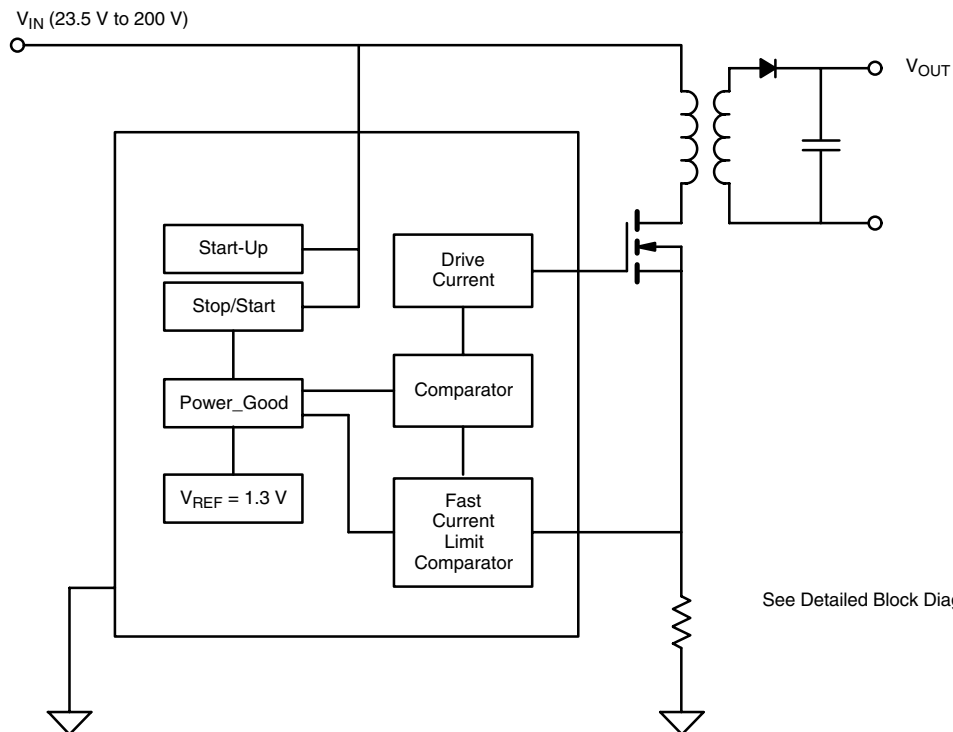 V_IN (23.5 V to 200 V)
V_OUT
Start-Up
Stop/Start
Power_Good
V_REF = 1.3 V
Drive
Current
Comparator
Fast
Current
Limit
Comparator
See Detailed Block Diag